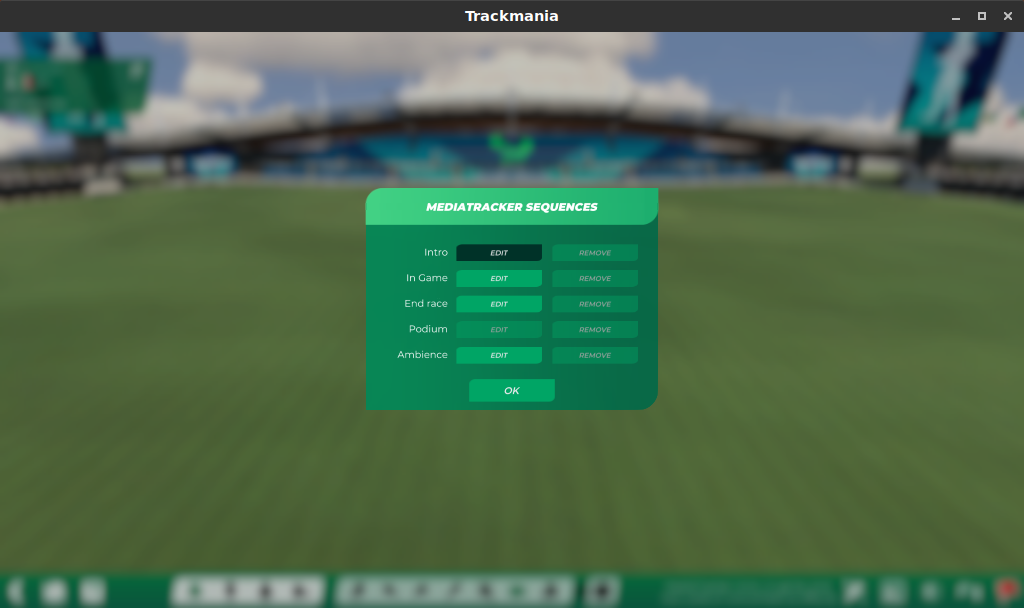 Trackmania
MEDIATRACKER SEQUENCES
Intro EDIT REMOVE
In Game EDIT REMOVE
End race EDIT REMOVE
Podium EDIT REMOVE
Ambience EDIT REMOVE
OK